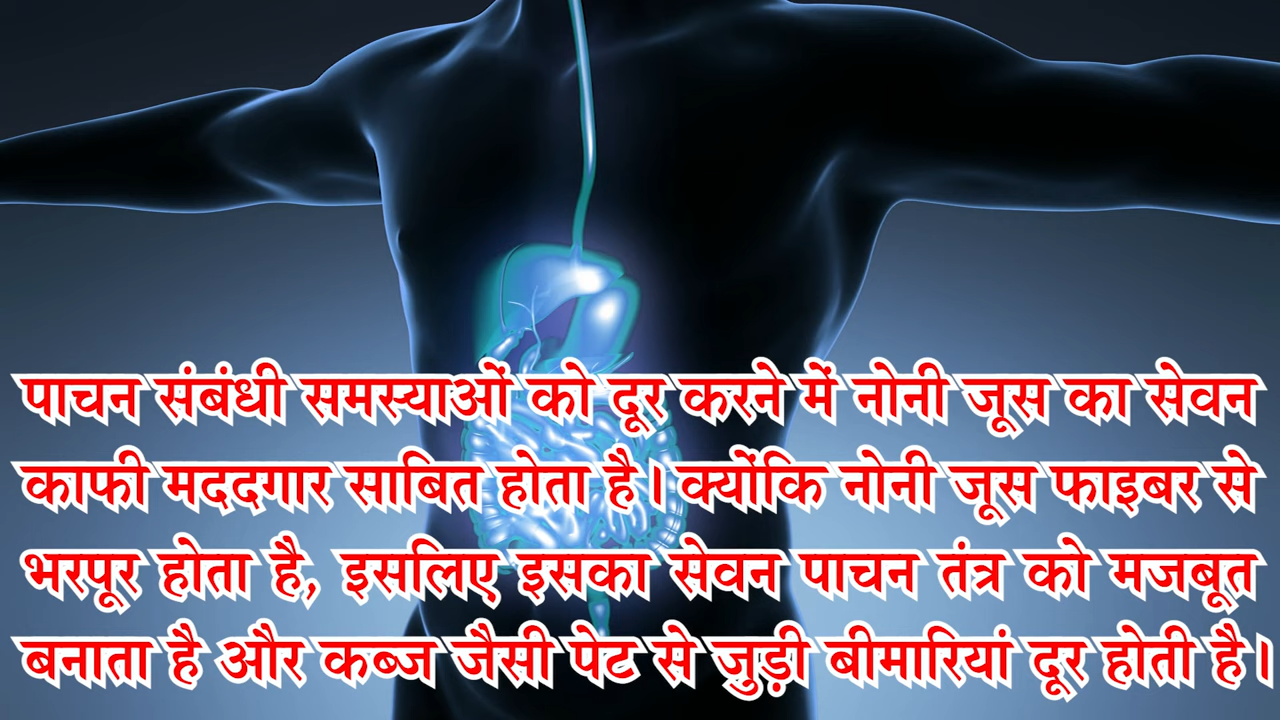 पाचन संबंधी समस्याओं को दूर करने में नोनी जूस का सेवन
काफी मददगार साबित होता है। क्योंकि नोनी जूस फाइबर से
भरपूर होता है, इसलिए इसका सेवन पाचन तंत्र को मजबूत
बनाता है और कब्ज जैसी पेट से जुड़ी बीमारियां दूर होती है।